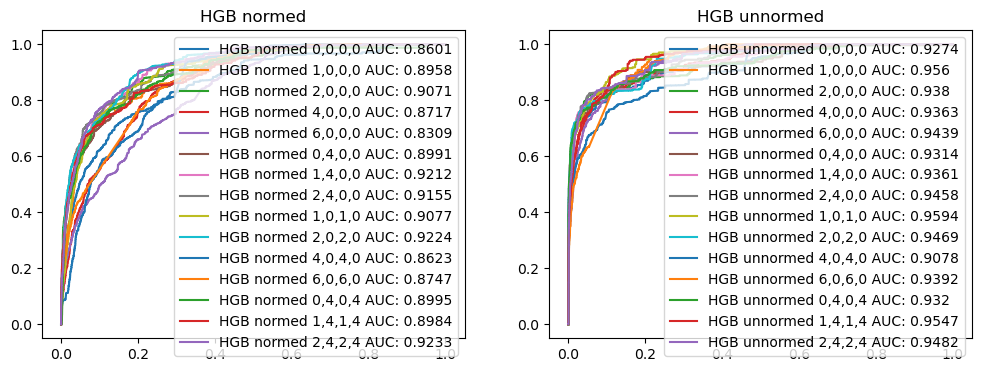 HGB normed
1.0
0.8
0.6
0.4
0.2
0.0
HGB normed 0,0,0,0 AUC: 0.8601
HGB normed 1,0,0,0 AUC: 0.8958
HGB normed 2,0,0,0 AUC: 0.9071
HGB normed 4,0,0,0 AUC: 0.8717
HGB normed 6,0,0,0 AUC: 0.8309
HGB normed 0,4,0,0 AUC: 0.8991
HGB normed 1,4,0,0 AUC: 0.9212
HGB normed 2,4,0,0 AUC: 0.9155
HGB normed 1,0,1,0 AUC: 0.9077
HGB normed 2,0,2,0 AUC: 0.9224
HGB normed 4,0,4,0 AUC: 0.8623
HGB normed 6,0,6,0 AUC: 0.8747
HGB normed 0,4,0,4 AUC: 0.8995
HGB normed 1,4,1,4 AUC: 0.8984
HGB normed 2,4,2,4 AUC: 0.9233
0.0 0.2 0.4 0.6 0.8 1.0
HGB unnormed
1.0
0.8
0.6
0.4
0.2
0.0
HGB unnormed 0,0,0,0 AUC: 0.9274
HGB unnormed 1,0,0,0 AUC: 0.956
HGB unnormed 2,0,0,0 AUC: 0.938
HGB unnormed 4,0,0,0 AUC: 0.9363
HGB unnormed 6,0,0,0 AUC: 0.9439
HGB unnormed 0,4,0,0 AUC: 0.9314
HGB unnormed 1,4,0,0 AUC: 0.9361
HGB unnormed 2,4,0,0 AUC: 0.9458
HGB unnormed 1,0,1,0 AUC: 0.9594
HGB unnormed 2,0,2,0 AUC: 0.9469
HGB unnormed 4,0,4,0 AUC: 0.9078
HGB unnormed 6,0,6,0 AUC: 0.9392
HGB unnormed 0,4,0,4 AUC: 0.932
HGB unnormed 1,4,1,4 AUC: 0.9547
HGB unnormed 2,4,2,4 AUC: 0.9482
0.0 0.2 0.4 0.6 0.8 1.0